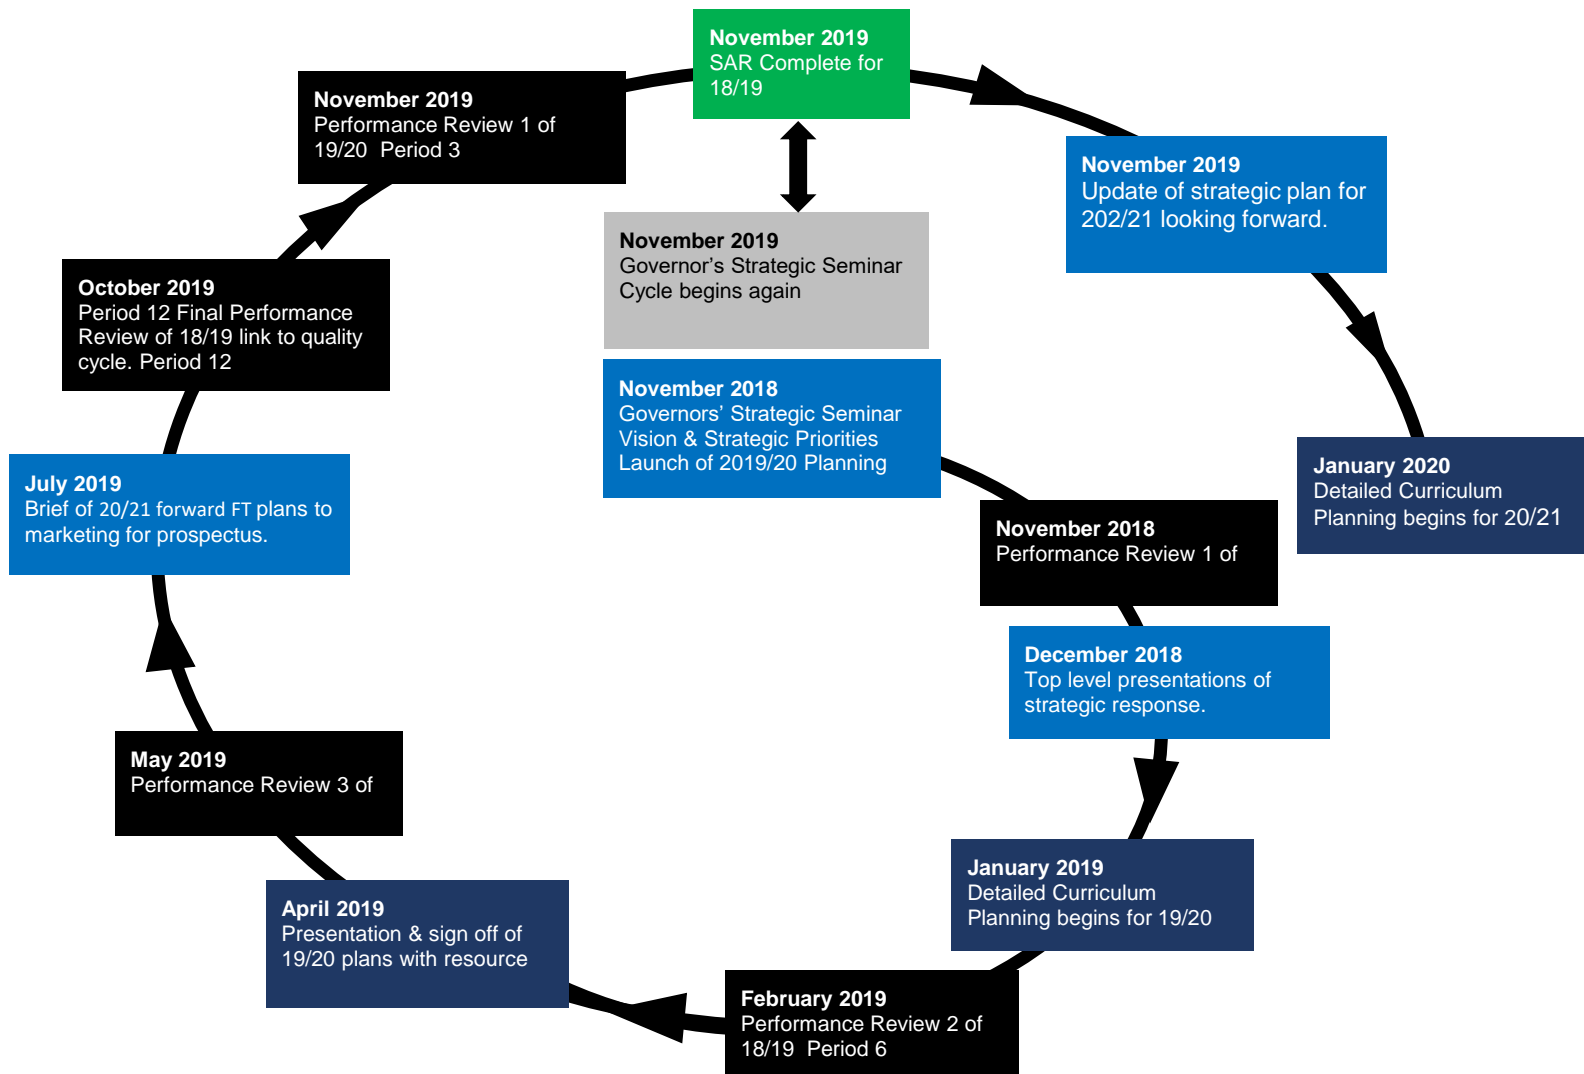 November 2019
SAR Complete for
18/19
November 2019
Performance Review 1 of
19/20  Period 3
November 2019
Update of strategic plan for
202/21 looking forward.
November 2019
Governor’s Strategic Seminar
Cycle begins again
October 2019
Period 12 Final Performance
Review of 18/19 link to quality
cycle. Period 12
November 2018
Governors’ Strategic Seminar
Vision & Strategic Priorities
Launch of 2019/20 Planning
January 2020
Detailed Curriculum
Planning begins for 20/21
July 2019
Brief of 20/21 forward FT plans to
marketing for prospectus.
November 2018
Performance Review 1 of
December 2018
Top level presentations of
strategic response.
May 2019
Performance Review 3 of
January 2019
Detailed Curriculum
Planning begins for 19/20
April 2019
Presentation & sign off of
19/20 plans with resource
February 2019
Performance Review 2 of
18/19  Period 6